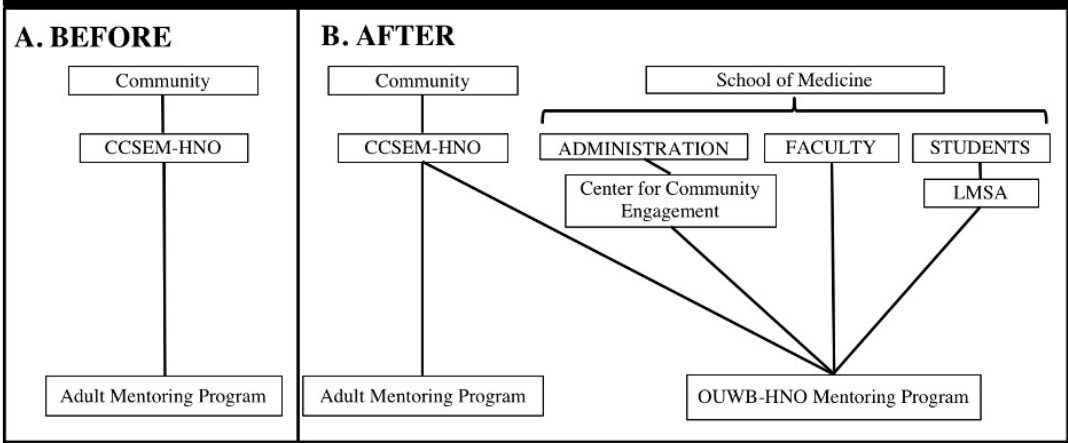 A. BEFORE
Community
CCSEM-HNO
Adult Mentoring Program
B. AFTER
Community
School of Medicine
CCSEM-HNO
ADMINISTRATION
FACULTY
STUDENTS
Center for Community
Engagement
LMSA
Adult Mentoring Program
OUWB-HNO Mentoring Program